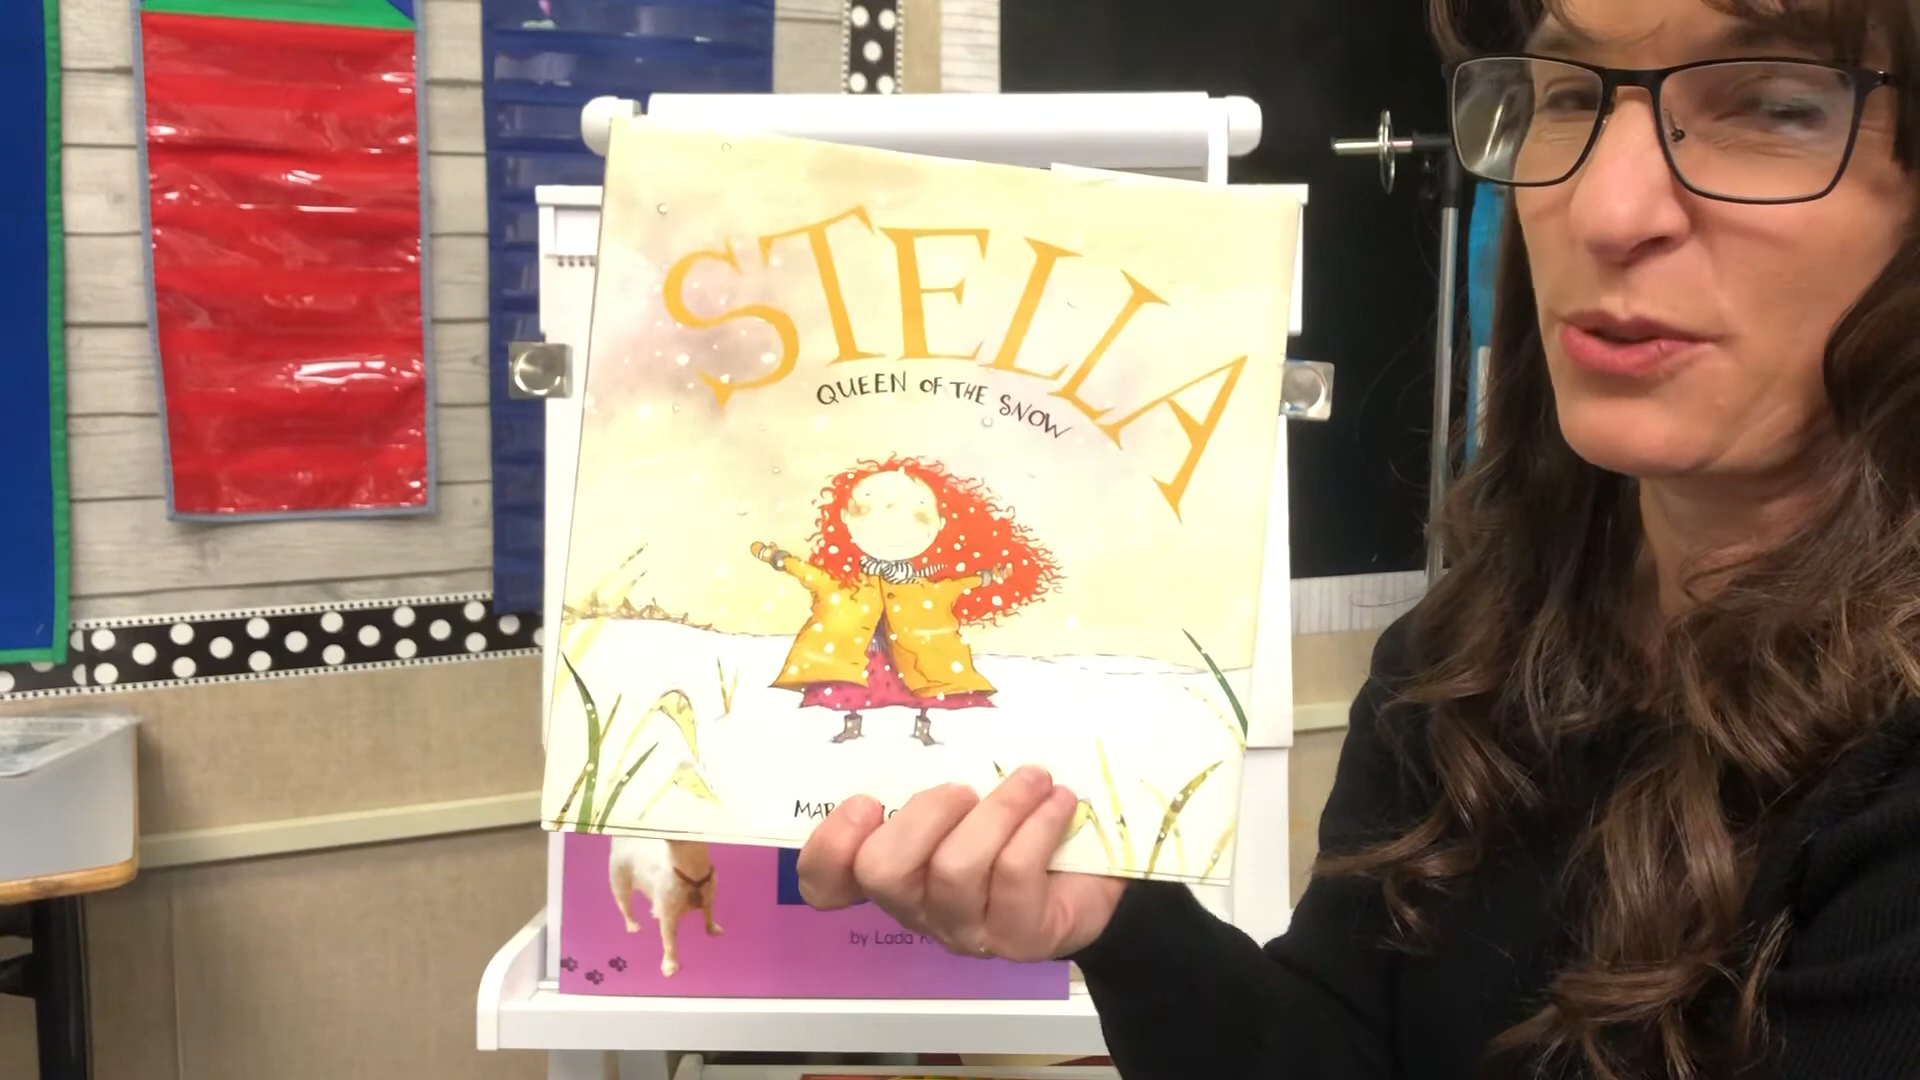 STELLA
QUEEN OF THE SNOW
by Lada